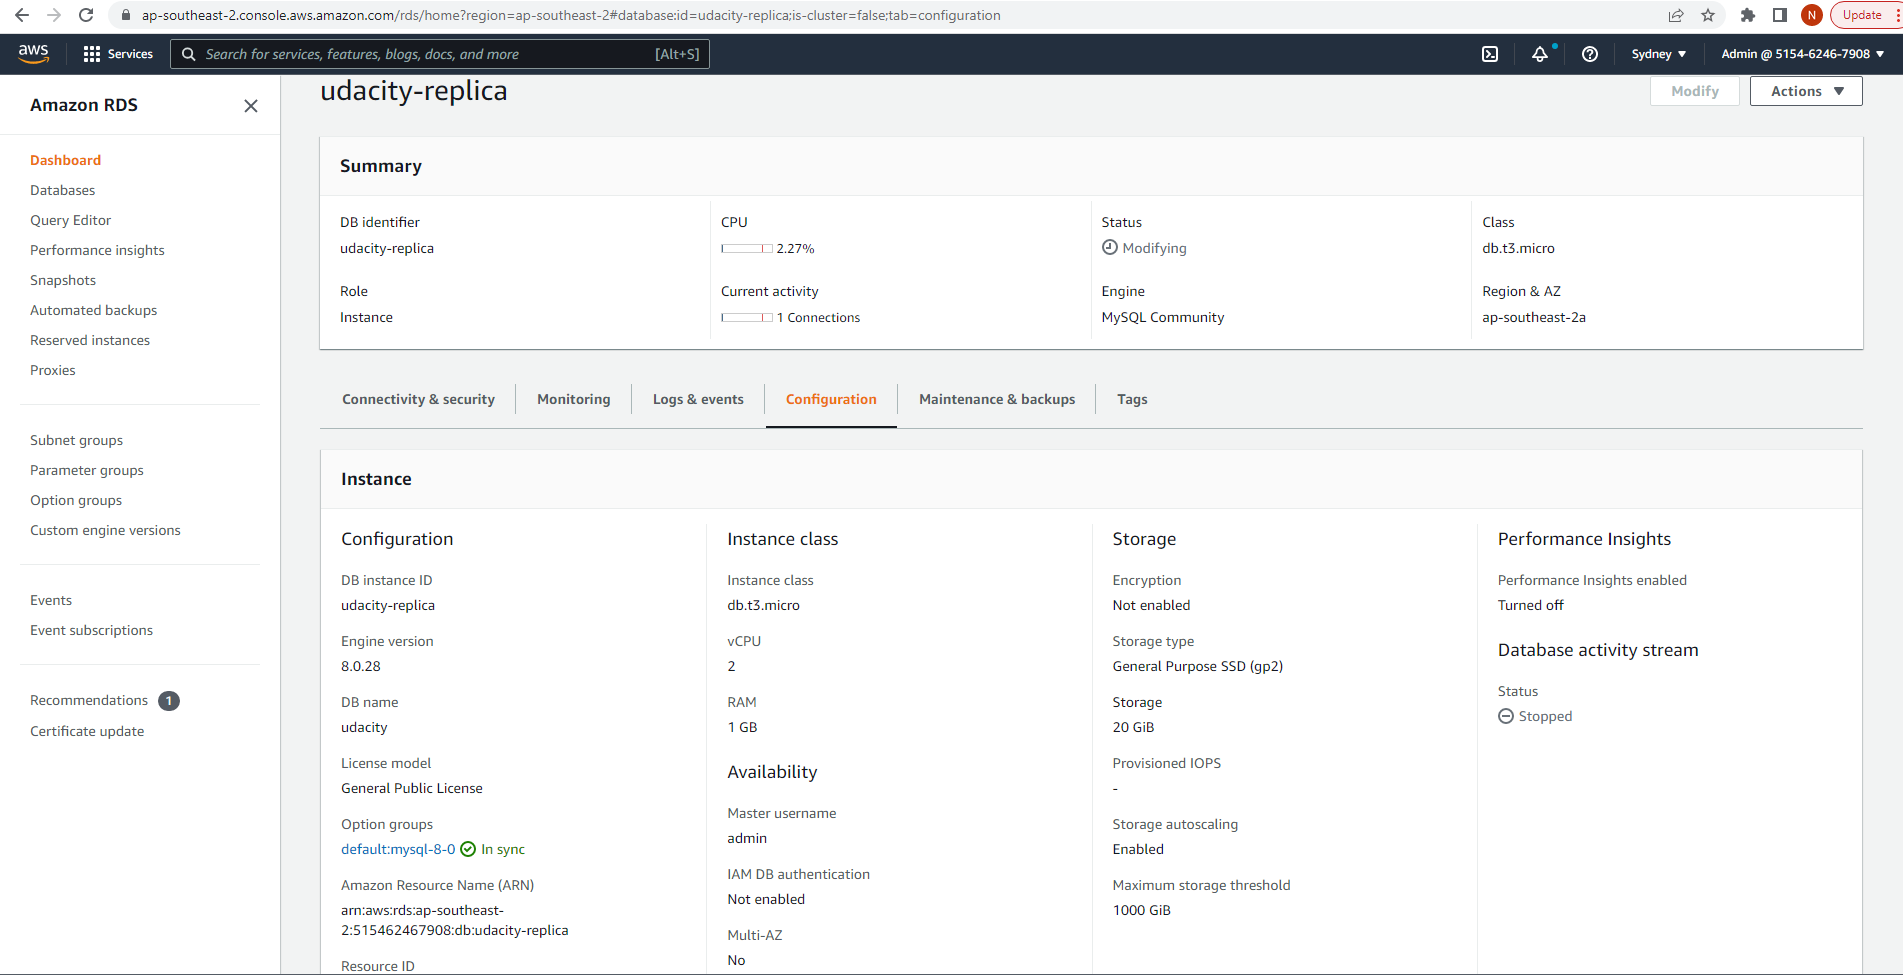 ap-southeast-2.console.aws.amazon.com/rds/home?region=ap-southeast-2#database:id=udacity-replica;is-cluster=false;tab=configuration
N
Update
aws
Services
Search for services, features, blogs, docs, and more
[Alt+S]
Sydney
Admin @ 5154-6246-7908
Amazon RDS
Dashboard
Databases
Query Editor
Performance insights
Snapshots
Automated backups
Reserved instances
Proxies
Subnet groups
Parameter groups
Option groups
Custom engine versions
Events
Event subscriptions
Recommendations 1
Certificate update
udacity-replica
Modify
Actions
Summary
DB identifier
udacity-replica
CPU
2.27%
Status
Modifying
Class
db.t3.micro
Role
Instance
Current activity
1 Connections
Engine
MySQL Community
Region & AZ
ap-southeast-2a
Connectivity & security
Monitoring
Logs & events
Configuration
Maintenance & backups
Tags
Instance
Configuration
DB instance ID
udacity-replica
Engine version
8.0.28
DB name
udacity
License model
General Public License
Option groups
default:mysql-8-0 In sync
Amazon Resource Name (ARN)
arn:aws:rds:ap-southeast-
2:515462467908:db:udacity-replica
Resource ID
Instance class
Instance class
db.t3.micro
vCPU
2
RAM
1 GB
Availability
Master username
admin
IAM DB authentication
Not enabled
Multi-AZ
No
Storage
Encryption
Not enabled
Storage type
General Purpose SSD (gp2)
Storage
20 GiB
Provisioned IOPS
-
Storage autoscaling
Enabled
Maximum storage threshold
1000 GiB
Performance Insights
Performance Insights enabled
Turned off
Database activity stream
Status
Stopped